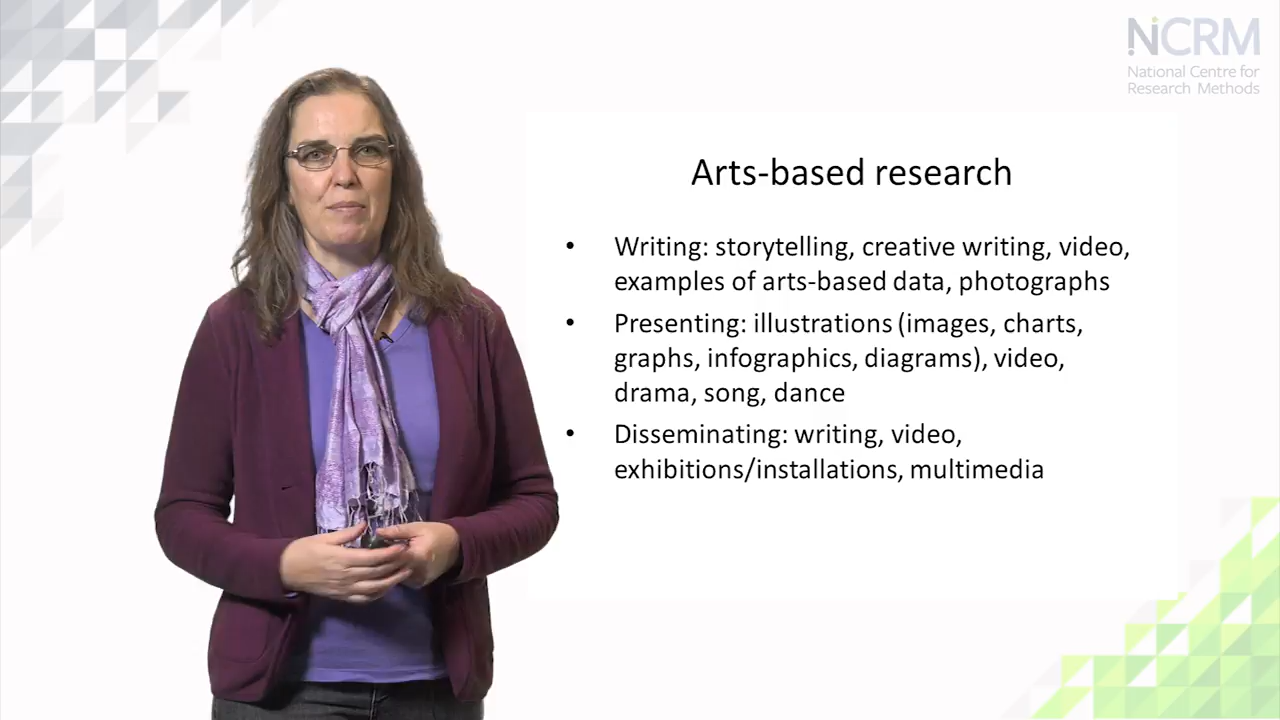 NCRM
National Centre for
Research Methods
Arts-based research
• Writing: storytelling, creative writing, video,
examples of arts-based data, photographs
• Presenting: illustrations (images, charts,
graphs, infographics, diagrams), video,
drama, song, dance
• Disseminating: writing, video,
exhibitions/installations, multimedia